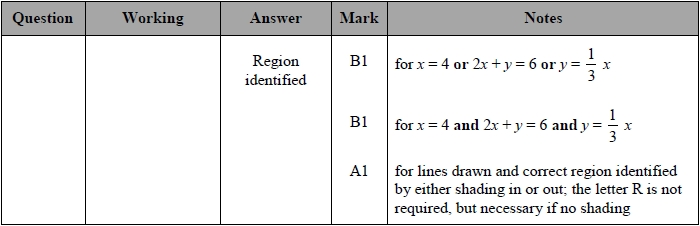 Question Working Answer Mark Notes
Region identified B1 for x = 4 or 2x + y = 6 or y = 1/3 x
B1 for x = 4 and 2x + y = 6 and y = 1/3 x
A1 for lines drawn and correct region identified
by either shading in or out; the letter R is not
required, but necessary if no shading